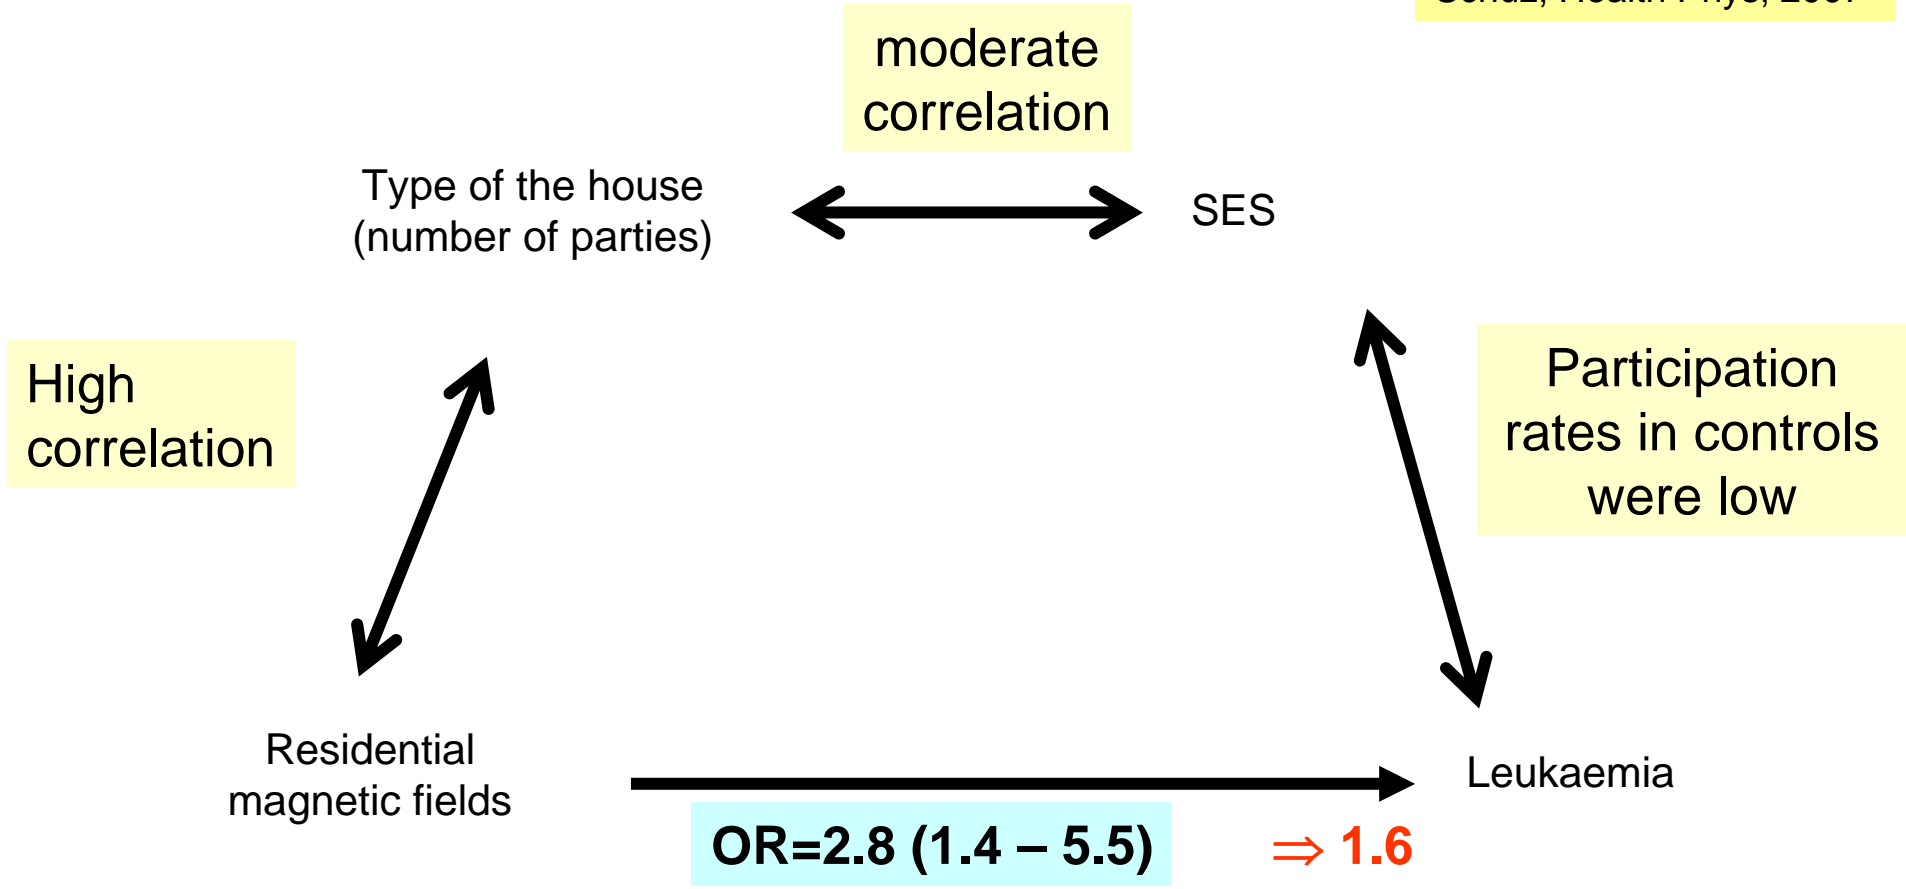 moderate
correlation
Type of the house
(number of parties)
SES
High
correlation
Participation
rates in controls
were low
Residential
magnetic fields
Leukaemia
OR=2.8 (1.4 – 5.5)
⇒ 1.6